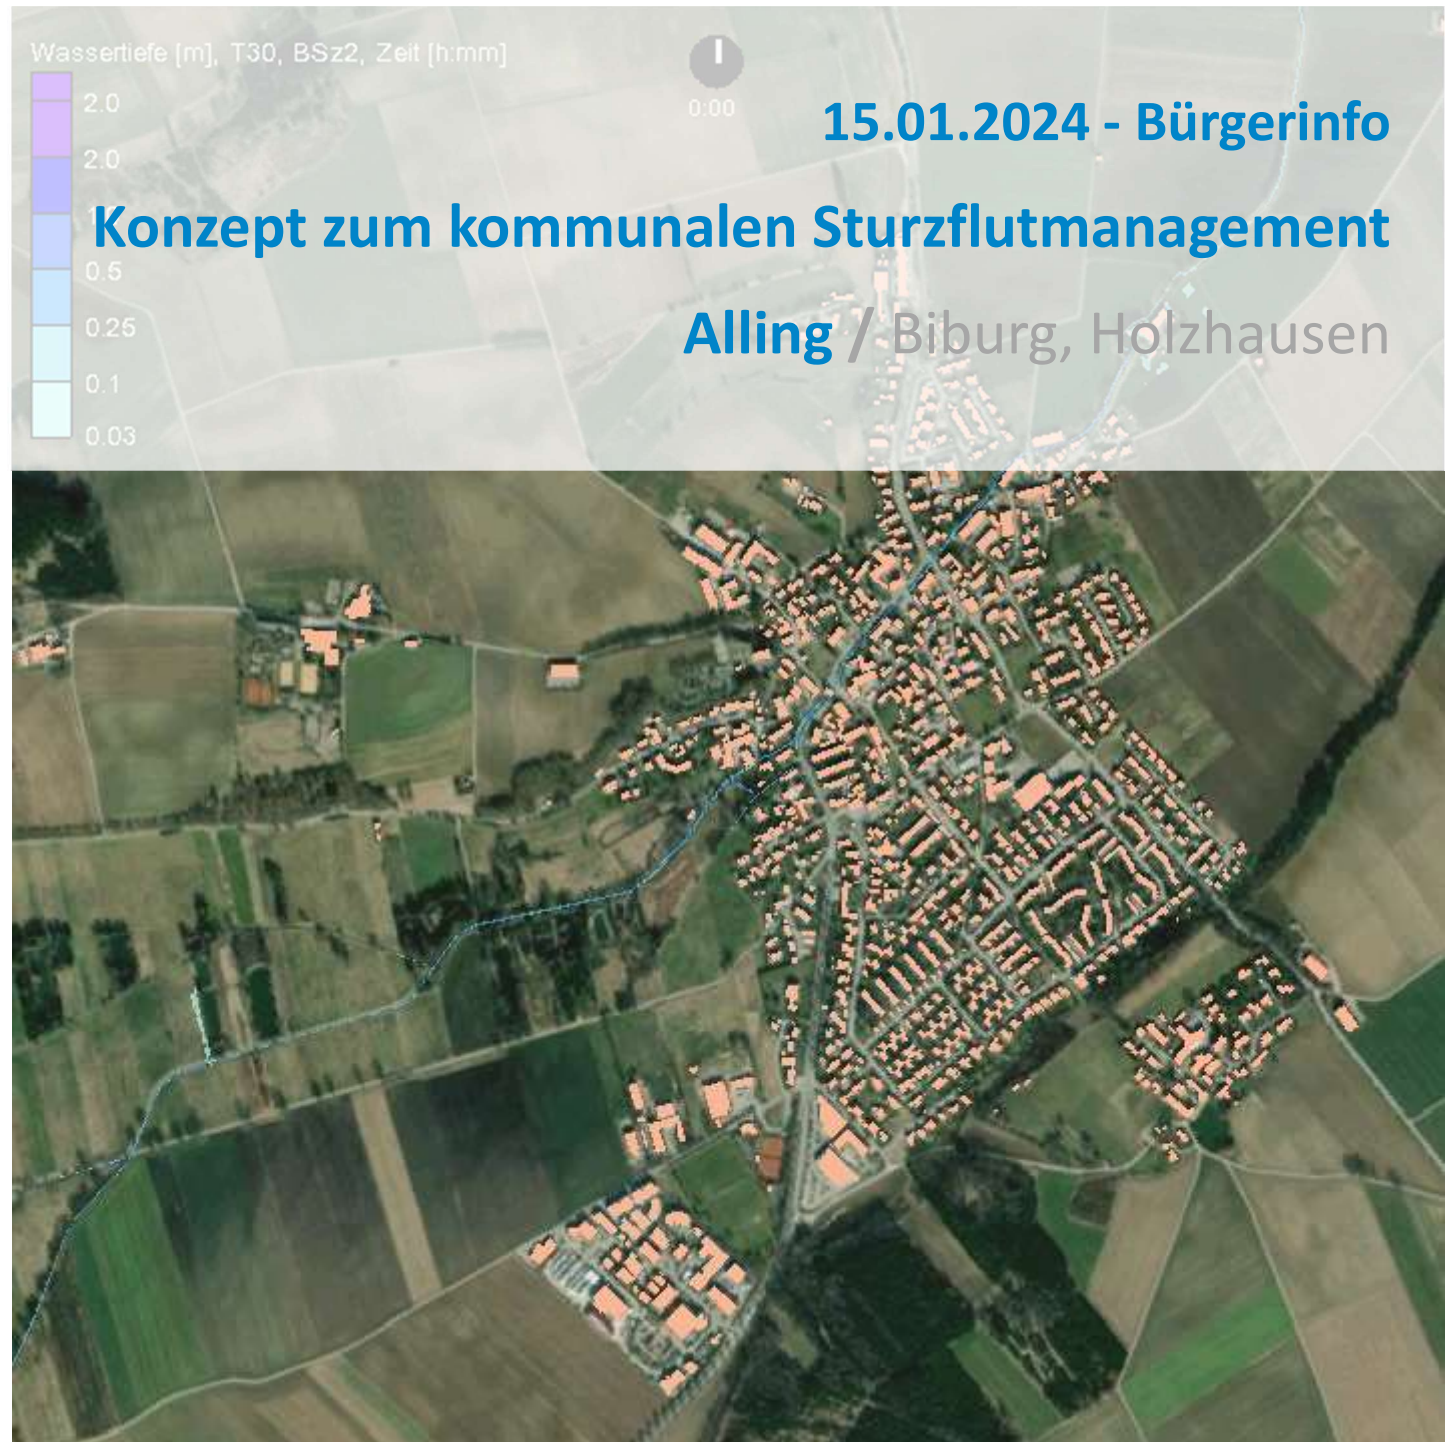 Wassertiefe [m], T30, BSz2, Zeit [h:mm]
0:00
2.0
2.0
0.5
0.25
0.1
0.03
15.01.2024 - Bürgerinfo
Konzept zum kommunalen Sturzflutmanagement
Alling / Biburg, Holzhausen